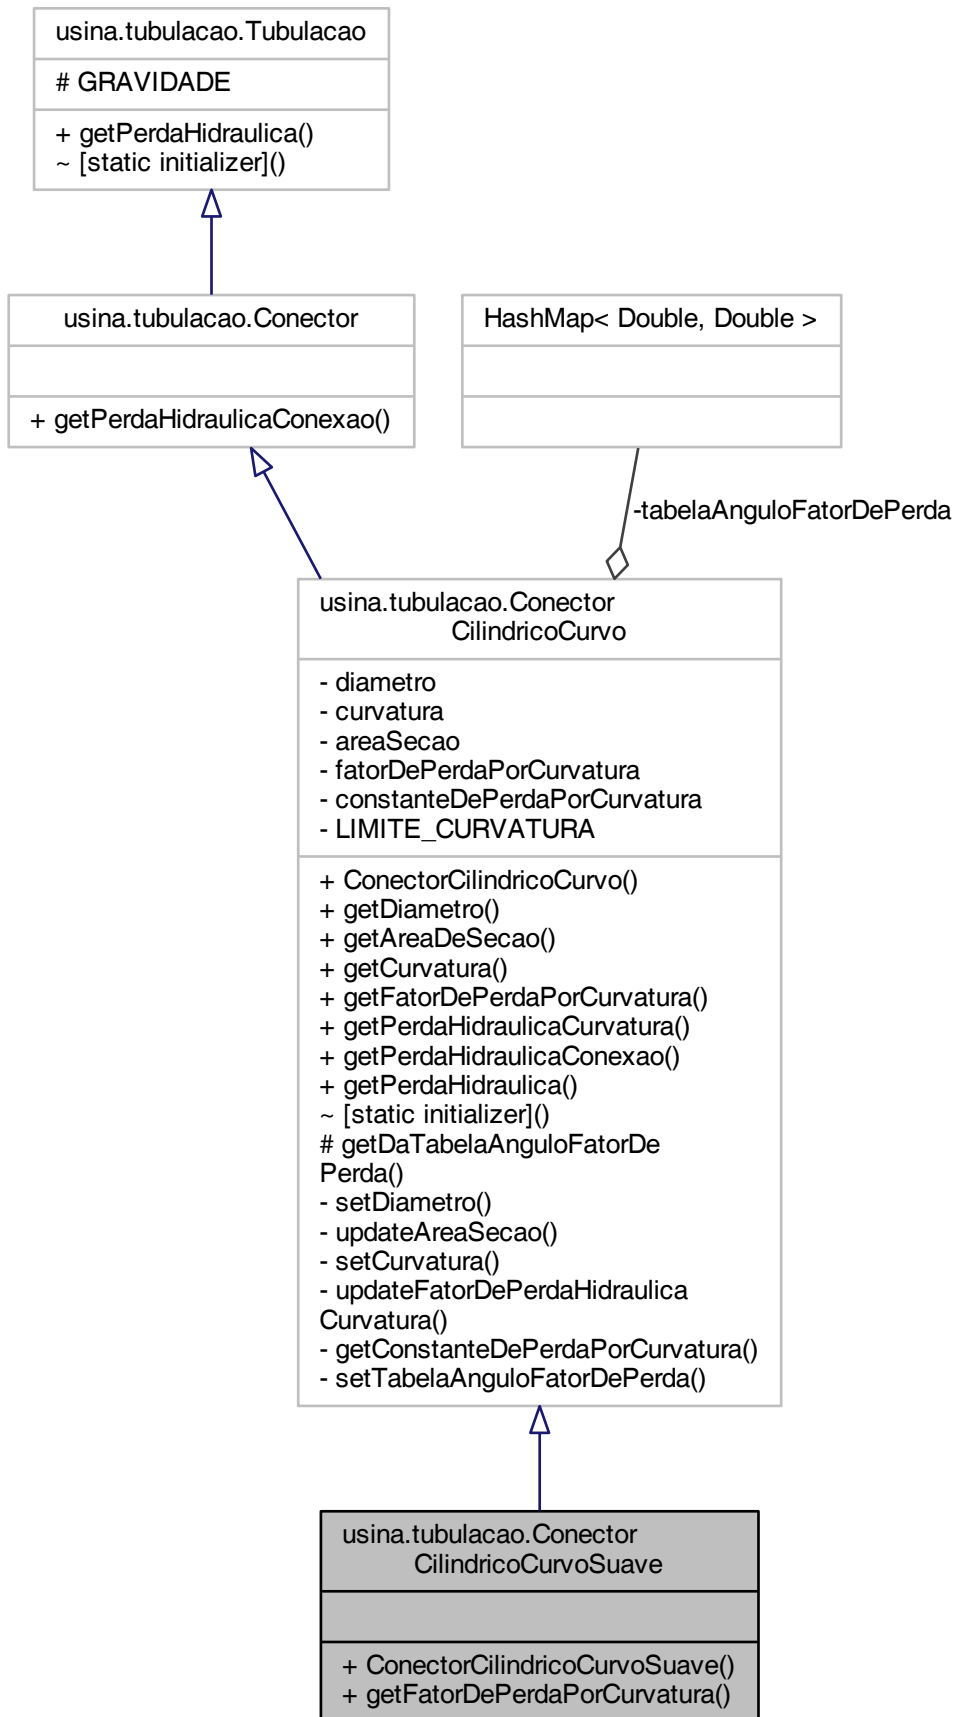 usina.tubulacao.Tubulacao
# GRAVIDADE
+ getPerdaHidraulica()
~ [static initializer]()
usina.tubulacao.Conector
+ getPerdaHidraulicaConexao()
HashMap< Double, Double >
-tabelaAnguloFatorDePerda
usina.tubulacao.Conector
CilindricoCurvo
- diametro
- curvatura
- areaSecao
- fatorDePerdaPorCurvatura
- constanteDePerdaPorCurvatura
- LIMITE_CURVATURA
+ ConectorCilindricoCurvo()
+ getDiametro()
+ getAreaDeSecao()
+ getCurvatura()
+ getFatorDePerdaPorCurvatura()
+ getPerdaHidraulicaCurvatura()
+ getPerdaHidraulicaConexao()
+ getPerdaHidraulica()
~ [static initializer]()
# getDaTabelaAnguloFatorDe
Perda()
- setDiametro()
- updateAreaSecao()
- setCurvatura()
- updateFatorDePerdaHidraulica
Curvatura()
- getConstanteDePerdaPorCurvatura()
- setTabelaAnguloFatorDePerda()
usina.tubulacao.Conector
CilindricoCurvoSuave
+ ConectorCilindricoCurvoSuave()
+ getFatorDePerdaPorCurvatura()